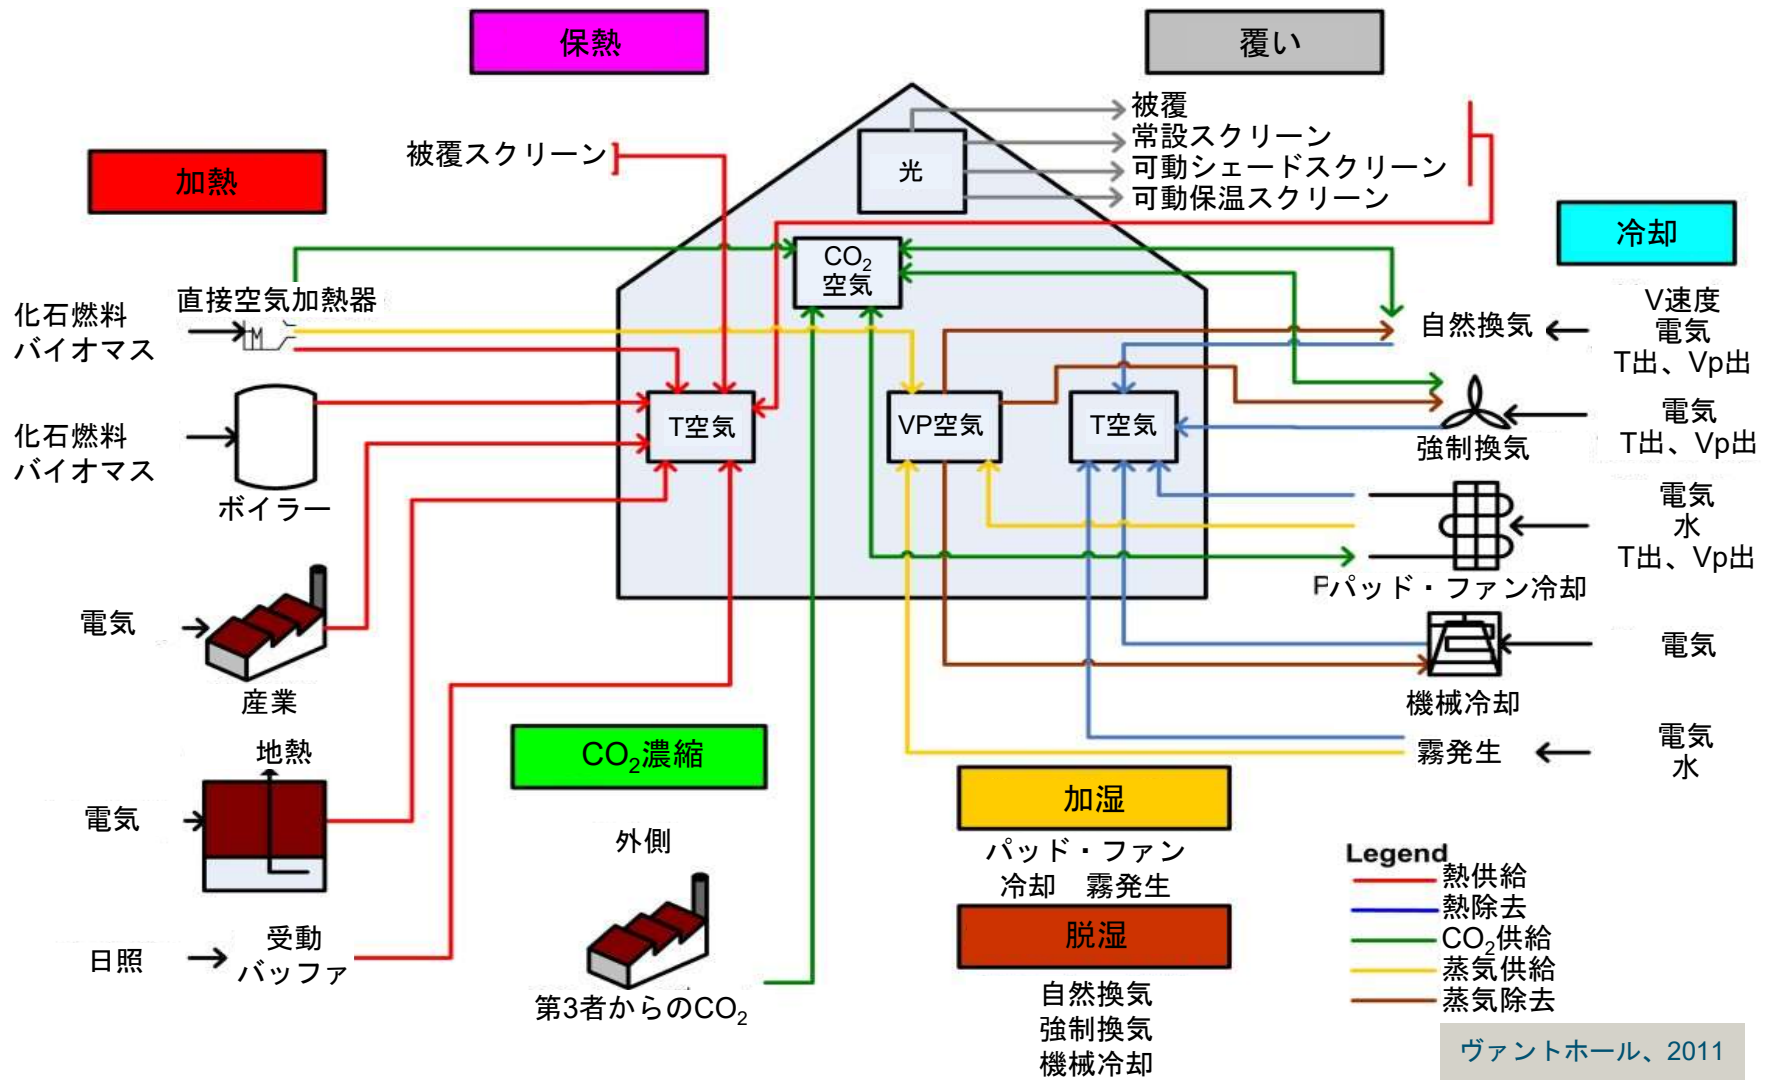 保熱
覆い
加熱
被覆スクリーン
光
被覆
常設スクリーン
可動シェードスクリーン
可動保温スクリーン
冷却
CO₂
空気
直接空気加熱器
化石燃料
バイオマス
M
自然換気
V速度
電気
T出、Vp出
化石燃料
バイオマス
ボイラー
T空気
VP空気
T空気
強制換気
電気
T出、Vp出
電気
水
T出、Vp出
Pパッド・ファン冷却
電気
産業
電気
機械冷却
地熱
電気
CO₂濃縮
霧発生
電気
水
加湿
パッド・ファン
冷却 霧発生
外側
脱湿
自然換気
強制換気
機械冷却
日照
受動
バッファ
第3者からのCO₂
Legend
熱供給
熱除去
CO₂供給
蒸気供給
蒸気除去
ヴァントホール、2011